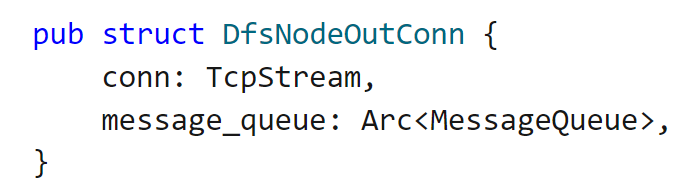 pub struct DfsNodeOutConn {
    conn: TcpStream,
    message_queue: Arc<MessageQueue>,
}